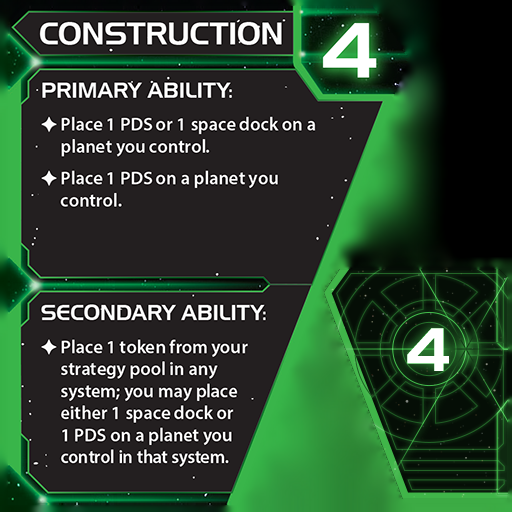 CONSTRUCTION
4
PRIMARY ABILITY:
Place 1 PDS or 1 space dock on a
planet you control.
Place 1 PDS on a planet you
control.
SECONDARY ABILITY:
Place 1 token from your
strategy pool in any
system; you may place
either 1 space dock or
1 PDS on a planet you
control in that system.
4